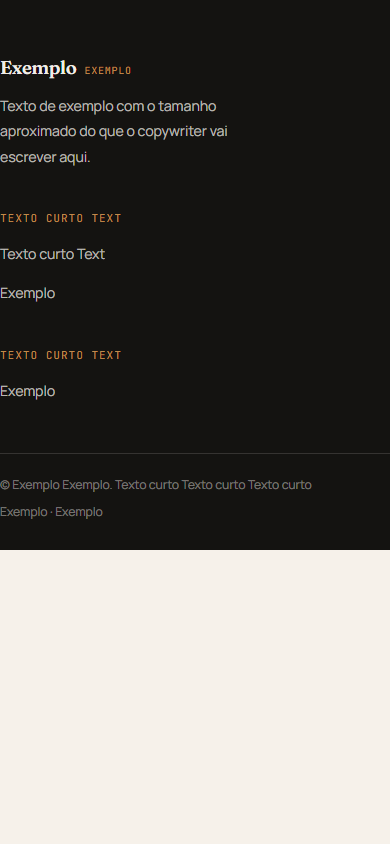 Exemplo EXEMPLO
Texto de exemplo com o tamanho
aproximado do que o copywriter vai
escrever aqui.
TEXTO CURTO TEXT
Texto curto Text
Exemplo
TEXTO CURTO TEXT
Exemplo
© Exemplo Exemplo. Texto curto Texto curto Texto curto
Exemplo · Exemplo